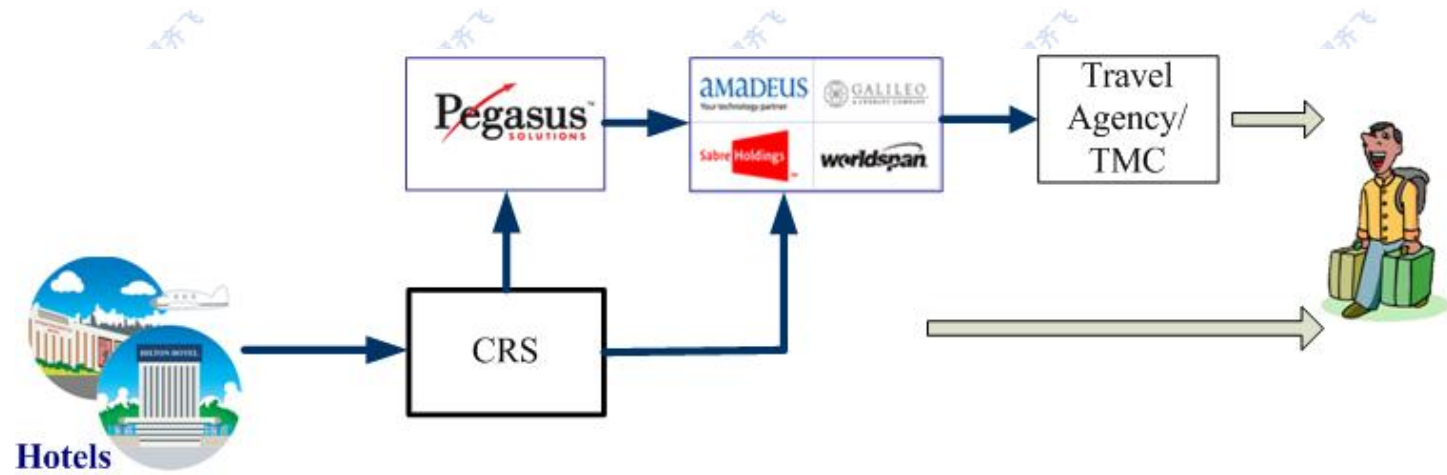 Pegasus
SOLUTIONS
amadeus
Your technology partner
GALILEO
Sabre Holdings
worldspan
Travel
Agency/
TMC
CRS
HILTON HOTEL
Hotels